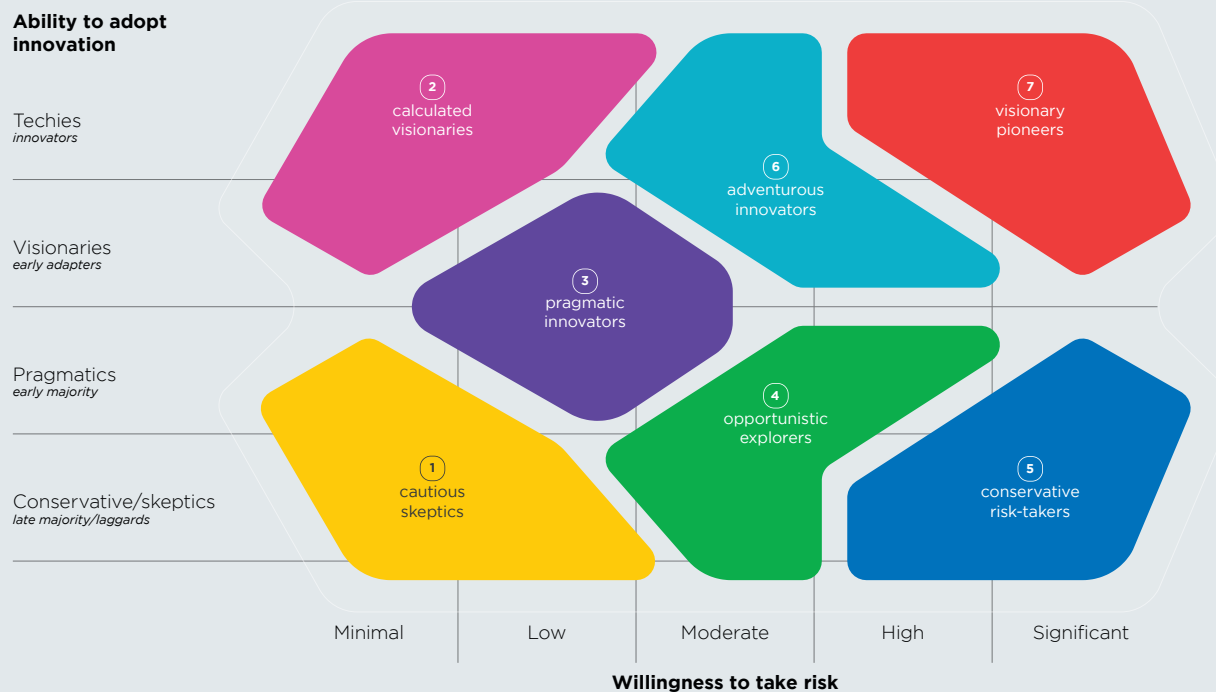 Ability to adopt
innovation
Techies
innovators
Visionaries
early adapters
Pragmatics
early majority
Conservative/skeptics
late majority/laggards
2
calculated
visionaries
7
visionary
pioneers
6
adventurous
innovators
3
pragmatic
innovators
4
opportunistic
explorers
1
cautious
skeptics
5
conservative
risk-takers
Minimal
Low
Moderate
High
Significant
Willingness to take risk